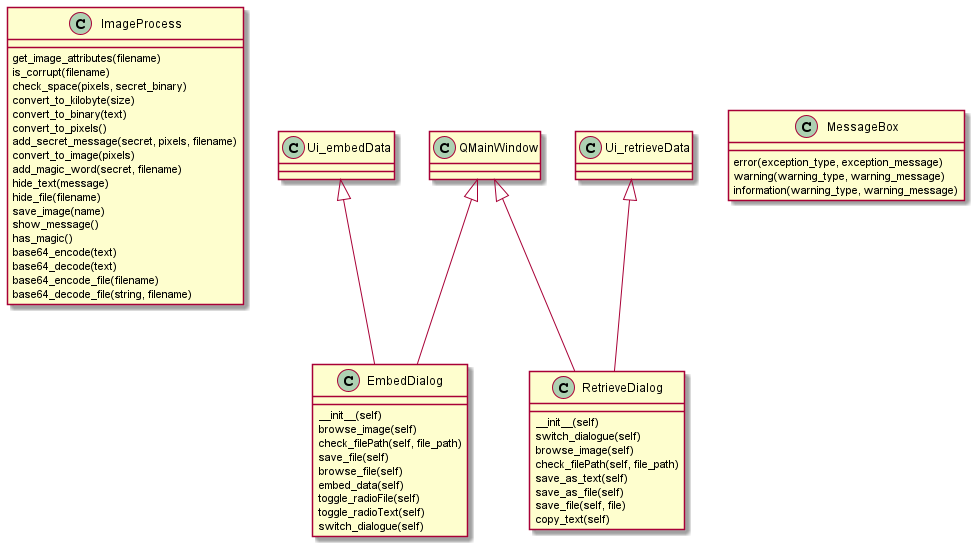 C ImageProcess
get_image_attributes(filename)
is_corrupt(filename)
check_space(pixels, secret_binary)
convert_to_kilobyte(size)
convert_to_binary(text)
convert_to_pixels()
add_secret_message(secret, pixels, filename)
convert_to_image(pixels)
add_magic_word(secret, filename)
hide_text(message)
hide_file(filename)
save_image(name)
show_message()
has_magic()
base64_encode(text)
base64_decode(text)
base64_encode_file(filename)
base64_decode_file(string, filename)
C Ui_embedData
C QMainWindow
C Ui_retrieveData
C MessageBox
error(exception_type, exception_message)
warning(warning_type, warning_message)
information(warning_type, warning_message)
C EmbedDialog
__init__(self)
browse_image(self)
check_filePath(self, file_path)
save_file(self)
browse_file(self)
embed_data(self)
toggle_radioFile(self)
toggle_radioText(self)
switch_dialogue(self)
C RetrieveDialog
__init__(self)
switch_dialogue(self)
browse_image(self)
check_filePath(self, file_path)
save_as_text(self)
save_as_file(self)
save_file(self, file)
copy_text(self)